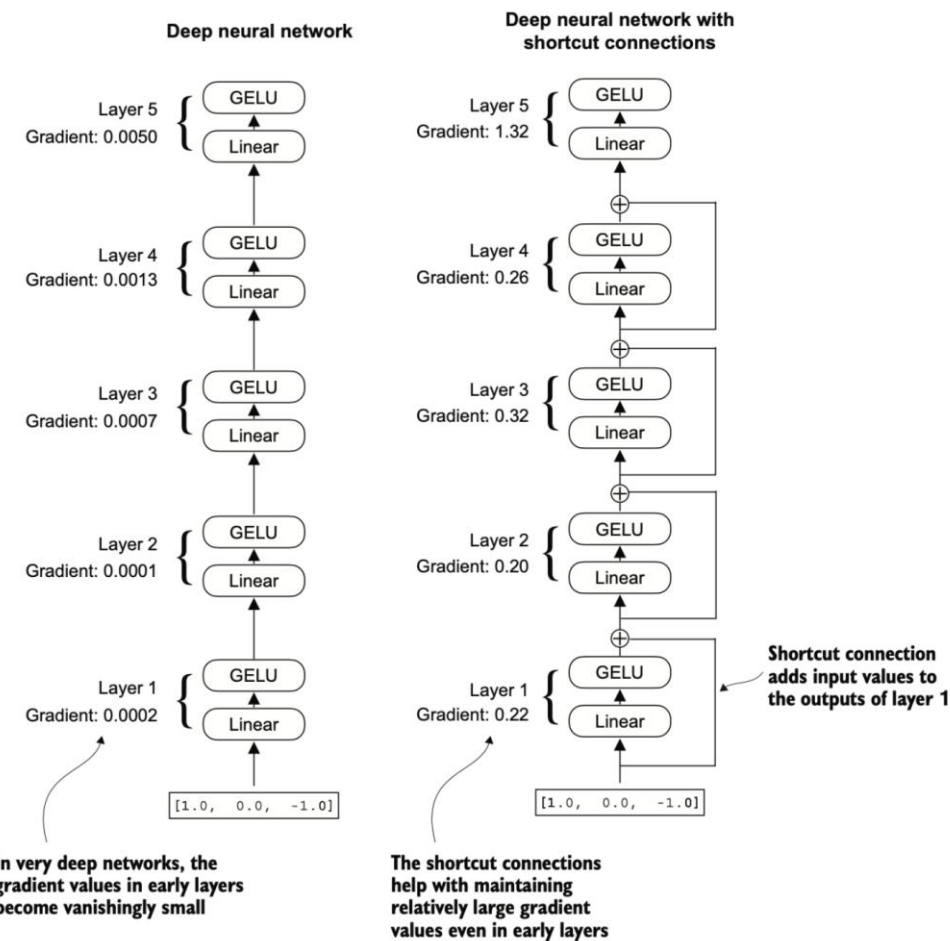 Deep neural network
Layer 5
Gradient: 0.0050
GELU
Linear
Layer 4
Gradient: 0.0013
GELU
Linear
Layer 3
Gradient: 0.0007
GELU
Linear
Layer 2
Gradient: 0.0001
GELU
Linear
Layer 1
Gradient: 0.0002
GELU
Linear
[1.0, 0.0, -1.0]
In very deep networks, the
gradient values in early layers
become vanishingly small
Deep neural network with
shortcut connections
Layer 5
Gradient: 1.32
GELU
Linear
Layer 4
Gradient: 0.26
GELU
Linear
Layer 3
Gradient: 0.32
GELU
Linear
Layer 2
Gradient: 0.20
GELU
Linear
Layer 1
Gradient: 0.22
GELU
Linear
[1.0, 0.0, -1.0]
Shortcut connection
adds input values to
the outputs of layer 1
The shortcut connections
help with maintaining
relatively large gradient
values even in early layers